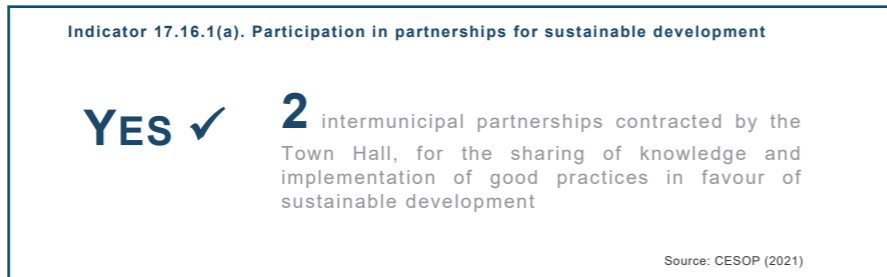 Indicator 17.16.1(a). Participation in partnerships for sustainable development
YES ✓
2 intermunicipal partnerships contracted by the
Town Hall, for the sharing of knowledge and
implementation of good practices in favour of
sustainable development
Source: CESOP (2021)